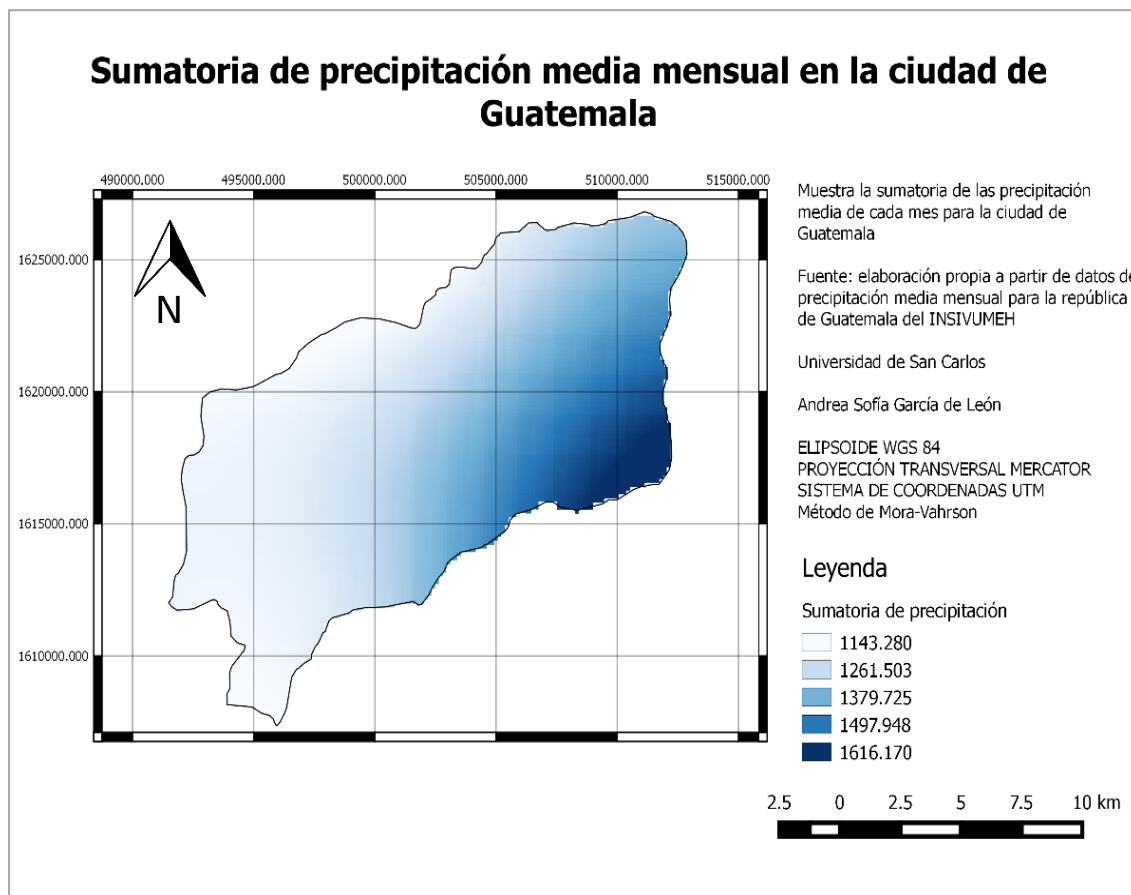 Sumatoria de precipitación media mensual en la ciudad de
Guatemala
490000.000 495000.000 500000.000 505000.000 510000.000 515000.000
1625000.000
1620000.000
1615000.000
1610000.000
N
Muestra la sumatoria de las precipitación
media de cada mes para la ciudad de
Guatemala
Fuente: elaboración propia a partir de datos de
precipitación media mensual para la república
de Guatemala del INSIVUMEH
Universidad de San Carlos
Andrea Sofía García de León
ELIPSOIDE WGS 84
PROYECCIÓN TRANSVERSAL MERCATOR
SISTEMA DE COORDENADAS UTM
Método de Mora-Vahrson
Leyenda
Sumatoria de precipitación
1143.280
1261.503
1379.725
1497.948
1616.170
2.5 0 2.5 5 7.5 10 km